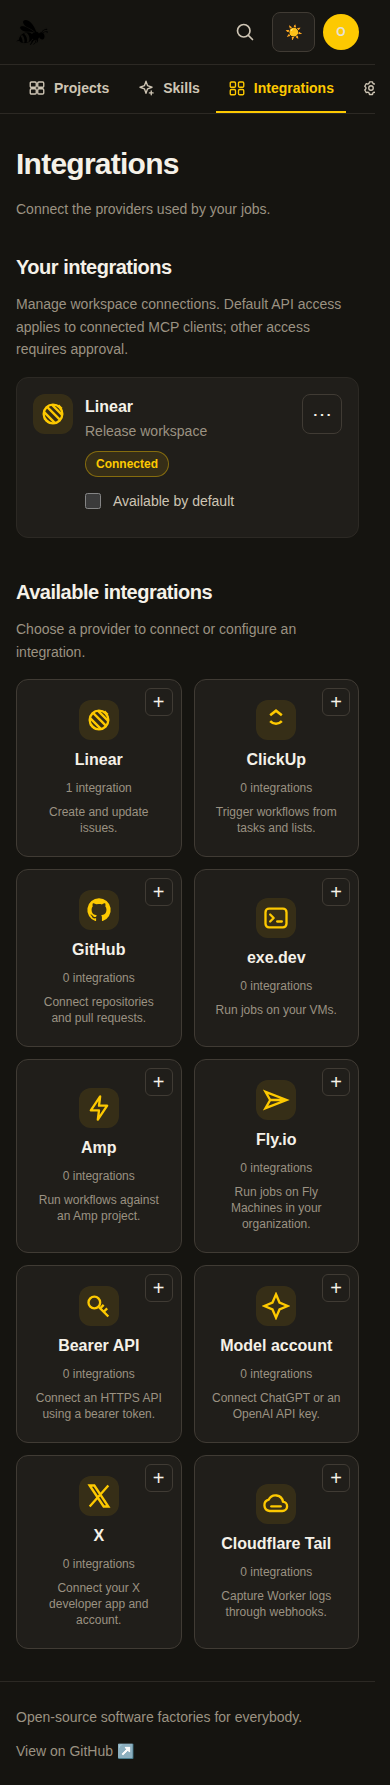 O
Projects
Skills
Integrations
Integrations
Connect the providers used by your jobs.
Your integrations
Manage workspace connections. Default API access
applies to connected MCP clients; other access
requires approval.
Linear
Release workspace
Connected
Available by default
Available integrations
Choose a provider to connect or configure an
integration.
Linear
1 integration
Create and update
issues.
ClickUp
0 integrations
Trigger workflows from
tasks and lists.
GitHub
0 integrations
Connect repositories
and pull requests.
exe.dev
0 integrations
Run jobs on your VMs.
Amp
0 integrations
Run workflows against
an Amp project.
Fly.io
0 integrations
Run jobs on Fly
Machines in your
organization.
Bearer API
0 integrations
Connect an HTTPS API
using a bearer token.
Model account
0 integrations
Connect ChatGPT or an
OpenAI API key.
X
0 integrations
Connect your X
developer app and
account.
Cloudflare Tail
0 integrations
Capture Worker logs
through webhooks.
Open-source software factories for everybody.
View on GitHub ↗️